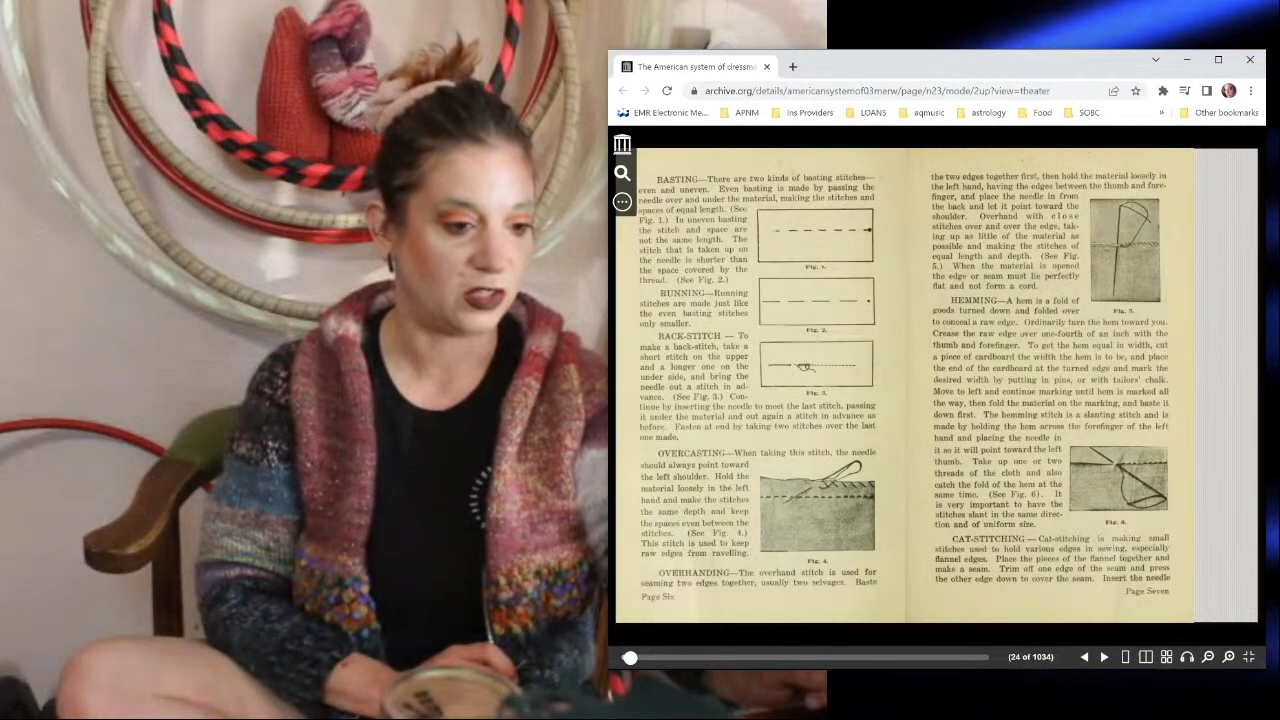 The American system of dressm
archive.org/details/americansystemof03merw/page/n23/mode/2up?view=theater
EMR Electronic Me...
APNM
Ins Providers
LOANS
aqmusic
astrology
Food
SOBC
»
Other bookmarks
BASTING—There are two kinds of basting stitches—
even and uneven. Even basting is made by passing the
needle over and under the material, making the stitches and
spaces of equal length. (See
Fig. 1.) In uneven basting
the stitch and space are
not the same length. The
stitch that is taken up on
the needle is shorter than
the space covered by the
thread. (See Fig. 2.)
Fig. 1.
RUNNING—Running
stitches are made just like
the even basting stitches
only smaller.
Fig. 2.
BACK-STITCH — To
make a back-stitch, take a
short stitch on the upper
and a longer one on the
under side, and bring the
needle out a stitch in ad-
vance. (See Fig. 3.) Con-
Fig. 3.
tinue by inserting the needle to meet the last stitch, passing
it under the material and out again a stitch in advance as
before. Fasten at end by taking two stitches over the last
one made.
OVERCASTING—When taking this stitch, the needle
should always point toward
the left shoulder. Hold the
material loosely in the left
hand and make the stitches
the same depth and keep
the spaces even between the
stitches. (See Fig. 4.)
This stitch is used to keep
raw edges from ravelling.
Fig. 4.
OVERHANDING—The overhand stitch is used for
seaming two edges together, usually two selvages. Baste
Page Six
the two edges together first, then hold the material loosely in
the left hand, having the edges between the thumb and fore-
finger, and place the needle in from
the back and let it point toward the
shoulder. Overhand with close
stitches over and over the edge, tak-
ing up as little of the material as
possible and making the stitches of
equal length and depth. (See Fig.
5.) When the material is opened
the edge or seam must lie perfectly
flat and not form a cord.
Fig. 5.
HEMMING—A hem is a fold of
goods turned down and folded over
to conceal a raw edge. Ordinarily turn the hem toward you.
Crease the raw edge over one-fourth of an inch with the
thumb and forefinger. To get the hem equal in width, cut
a piece of cardboard the width the hem is to be, and place
the end of the cardboard at the turned edge and mark the
desired width by putting in pins, or with tailors' chalk.
Move to left and continue marking until hem is marked all
the way, then fold the material on the marking, and baste it
down first. The hemming stitch is a slanting stitch and is
made by holding the hem across the forefinger of the left
hand and placing the needle in
it so it will point toward the left
thumb. Take up one or two
threads of the cloth and also
catch the fold of the hem at the
same time. (See Fig. 6). It
is very important to have the
stitches slant in the same direc-
tion and of uniform size.
Fig. 6.
CAT-STITCHING — Cat-stitching is making small
stitches used to hold various edges in sewing, especially
flannel edges. Place the pieces of the flannel together and
make a seam. Trim off one edge of the seam and press
the other edge down to cover the seam. Insert the needle
Page Seven
(24 of 1034)